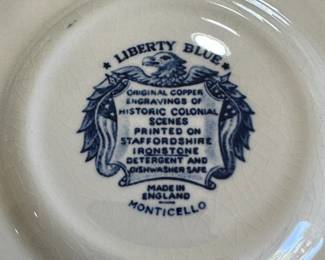 ★ LIBERTY BLUE ★
ORIGINAL COPPER
ENGRAVINGS OF
HISTORIC COLONIAL
SCENES
PRINTED ON
STAFFORDSHIRE
IRONSTONE
DETERGENT AND
DISHWASHER SAFE
MADE IN
ENGLAND
MONTICELLO